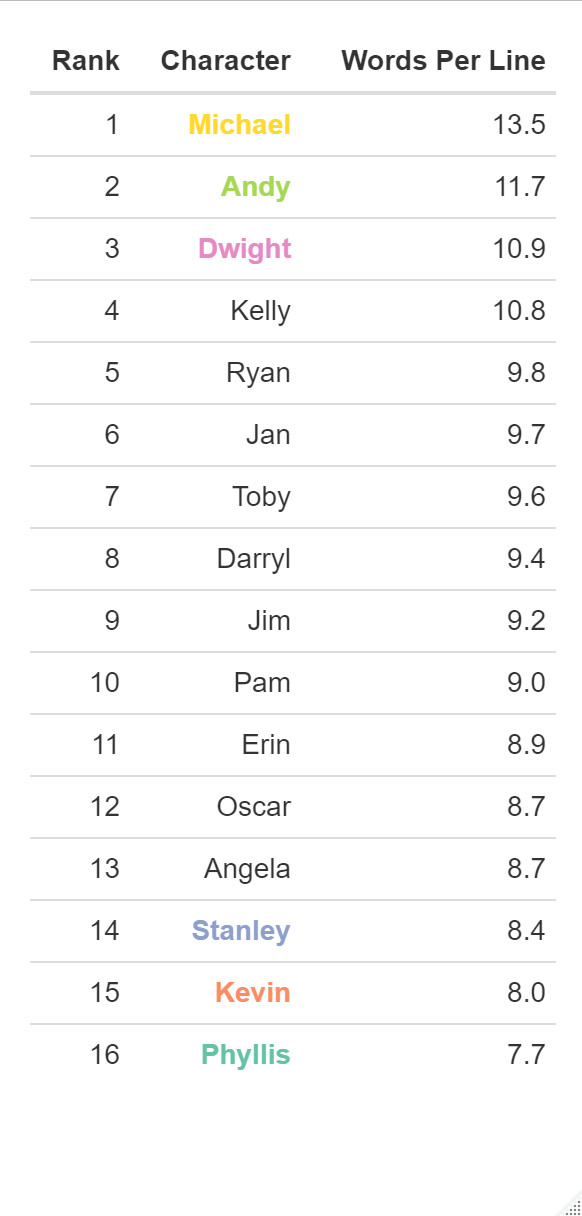 Rank Character Words Per Line
1 Michael 13.5
2 Andy 11.7
3 Dwight 10.9
4 Kelly 10.8
5 Ryan 9.8
6 Jan 9.7
7 Toby 9.6
8 Darryl 9.4
9 Jim 9.2
10 Pam 9.0
11 Erin 8.9
12 Oscar 8.7
13 Angela 8.7
14 Stanley 8.4
15 Kevin 8.0
16 Phyllis 7.7